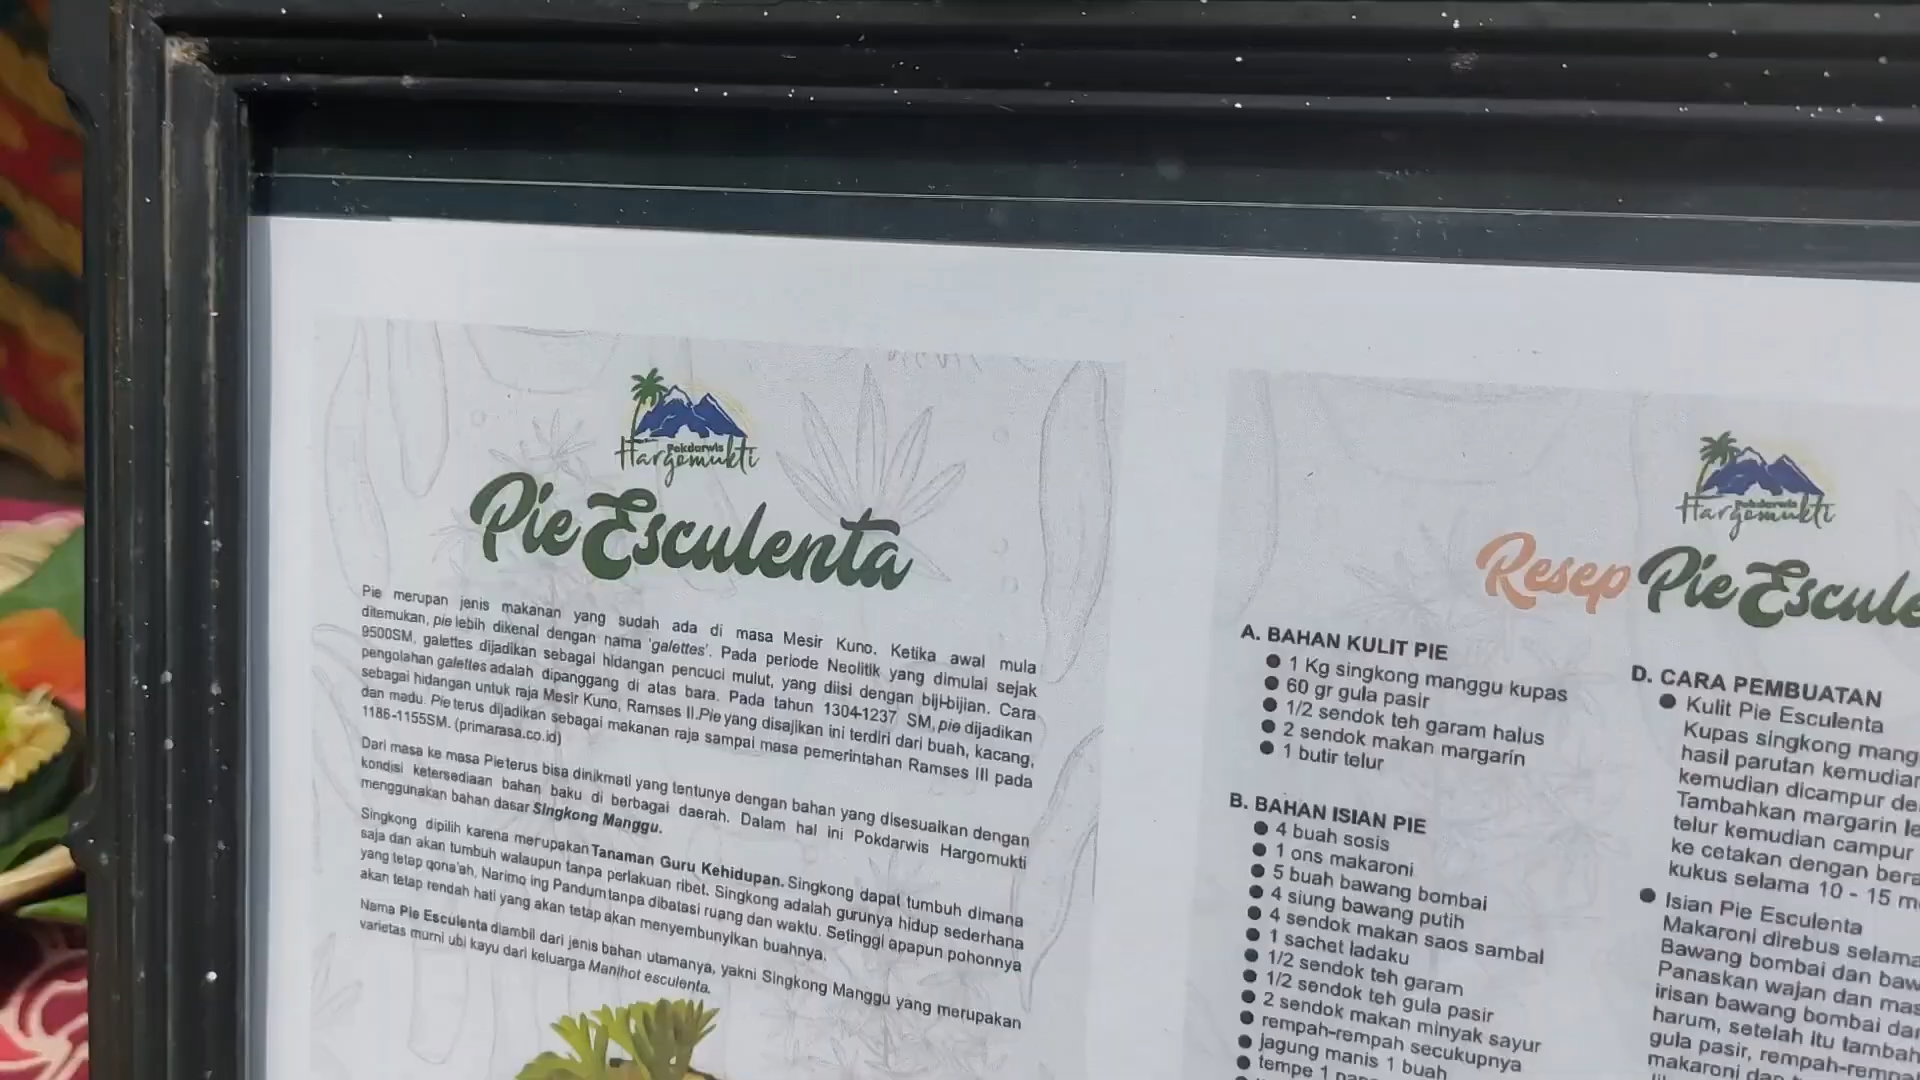 Pokdarwis
Hargomukti
Pie Esculenta
Pie merupan jenis makanan yang sudah ada di masa Mesir Kuno. Ketika awal mula
ditemukan, pie lebih dikenal dengan nama 'galettes'. Pada periode Neolitik yang dimulai sejak
9500SM, galettes dijadikan sebagai hidangan pencuci mulut, yang diisi dengan biji-bijian. Cara
pengolahan galettes adalah dipanggang di atas bara. Pada tahun 1304-1237 SM, pie dijadikan
sebagai hidangan untuk raja Mesir Kuno, Ramses II.Pie yang disajikan ini terdiri dari buah, kacang,
dan madu. Pie terus dijadikan sebagai makanan raja sampai masa pemerintahan Ramses III pada
1186-1155SM. (primarasa.co.id)
Dari masa ke masa Pie terus bisa dinikmati yang tentunya dengan bahan yang disesuaikan dengan
kondisi ketersediaan bahan baku di berbagai daerah. Dalam hal ini Pokdarwis Hargomukti
menggunakan bahan dasar Singkong Manggu.
Singkong dipilih karena merupakan Tanaman Guru Kehidupan. Singkong dapat tumbuh dimana
saja dan akan tumbuh walaupun tanpa perlakuan ribet. Singkong adalah gurunya hidup sederhana
yang tetap qona'ah, Narimo ing Pandum tanpa dibatasi ruang dan waktu. Setinggi apapun pohonnya
akan tetap rendah hati yang akan tetap akan menyembunyikan buahnya.
Nama Pie Esculenta diambil dari jenis bahan utamanya, yakni Singkong Manggu yang merupakan
varietas murni ubi kayu dari keluarga Manihot esculenta.
Pokdarwis
Hargomukti
Resep Pie Escule
A. BAHAN KULIT PIE
● 1 Kg singkong manggu kupas
● 60 gr gula pasir
● 1/2 sendok teh garam halus
● 2 sendok makan margarin
● 1 butir telur
B. BAHAN ISIAN PIE
● 4 buah sosis
● 1 ons makaroni
● 5 buah bawang bombai
● 4 siung bawang putih
● 4 sendok makan saos sambal
● 1 sachet ladaku
● 1/2 sendok teh garam
● 1/2 sendok teh gula pasir
● 2 sendok makan minyak sayur
● rempah-rempah secukupnya
● jagung manis 1 buah
● tempe 1
D. CARA PEMBUATAN
● Kulit Pie Esculenta
Kupas singkong mang
hasil parutan kemudian
kemudian dicampur de
Tambahkan margarin le
telur kemudian campur
ke cetakan dengan bera
kukus selama 10 - 15 m
● Isian Pie Esculenta
Makaroni direbus selama
Bawang bombai dan baw
Panaskan wajan dan mas
irisan bawang bombai dan
harum, setelah itu tambah
gula pasir, rempah-remp
makaroni dan